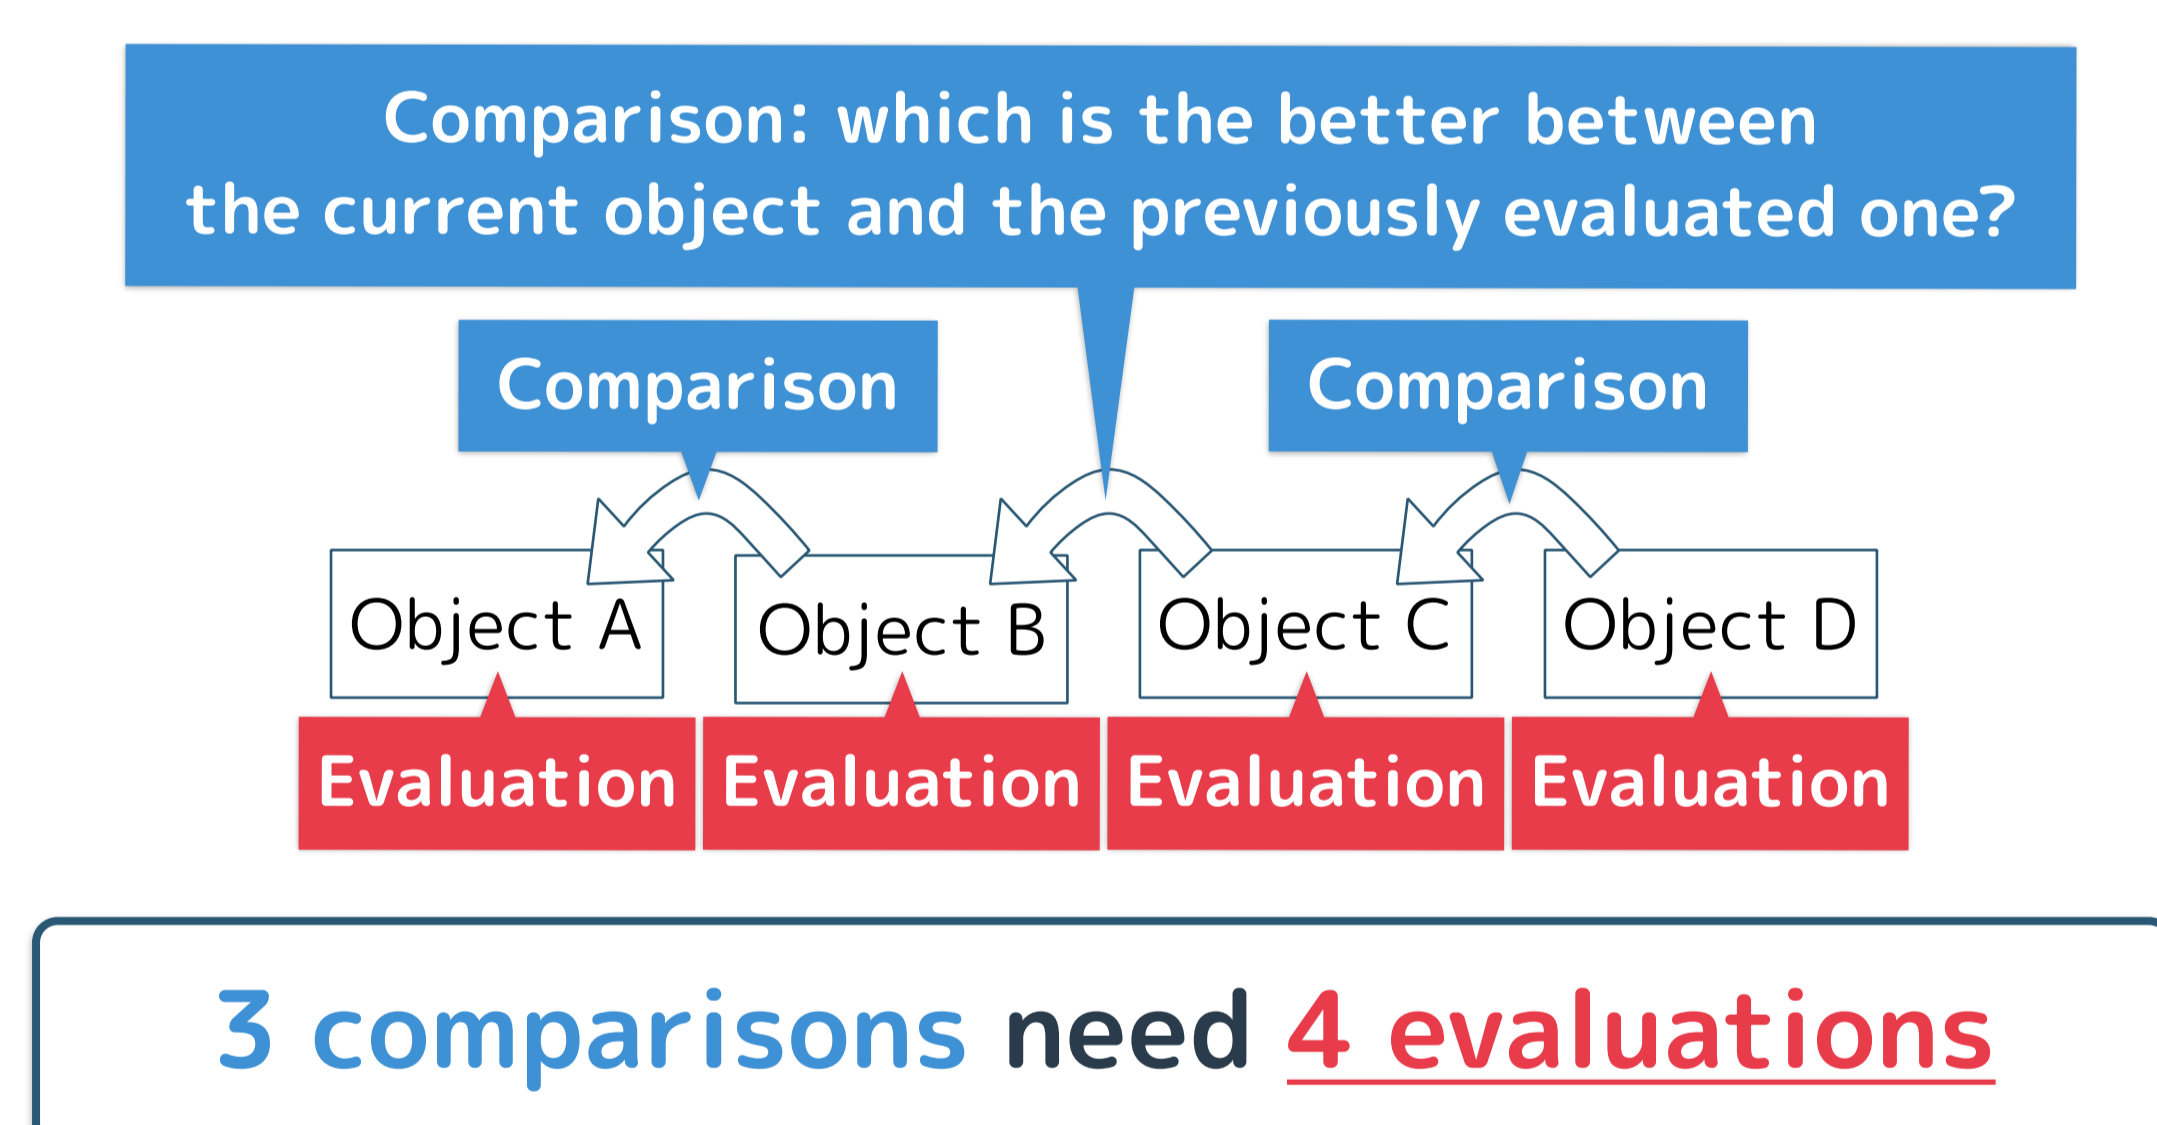 Comparison: which is the better between
the current object and the previously evaluated one?
Comparison
Comparison
Object A
Object B
Object C
Object D
Evaluation
Evaluation
Evaluation
Evaluation
3 comparisons need 4 evaluations